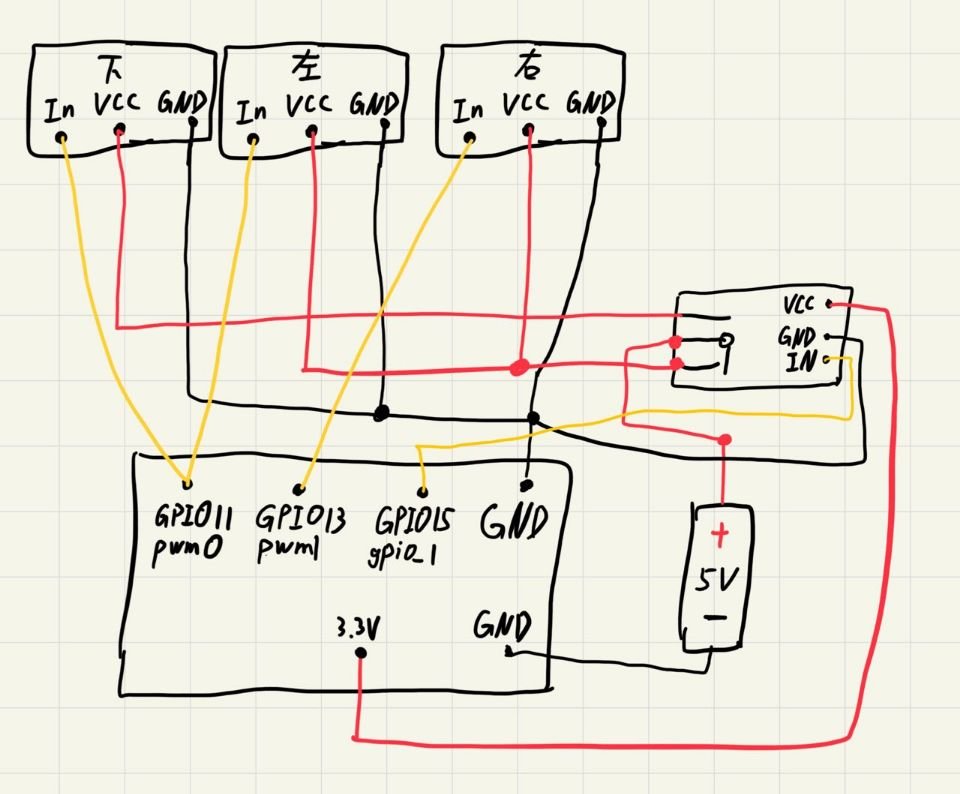 下 左 右
In VCC GND In VCC GND In VCC GND
VCC
GND
IN
GPIO11 GPIO13 GPIO15 GND
pwm0 pwm1 gpio_1
+
5V
-
3.3V GND